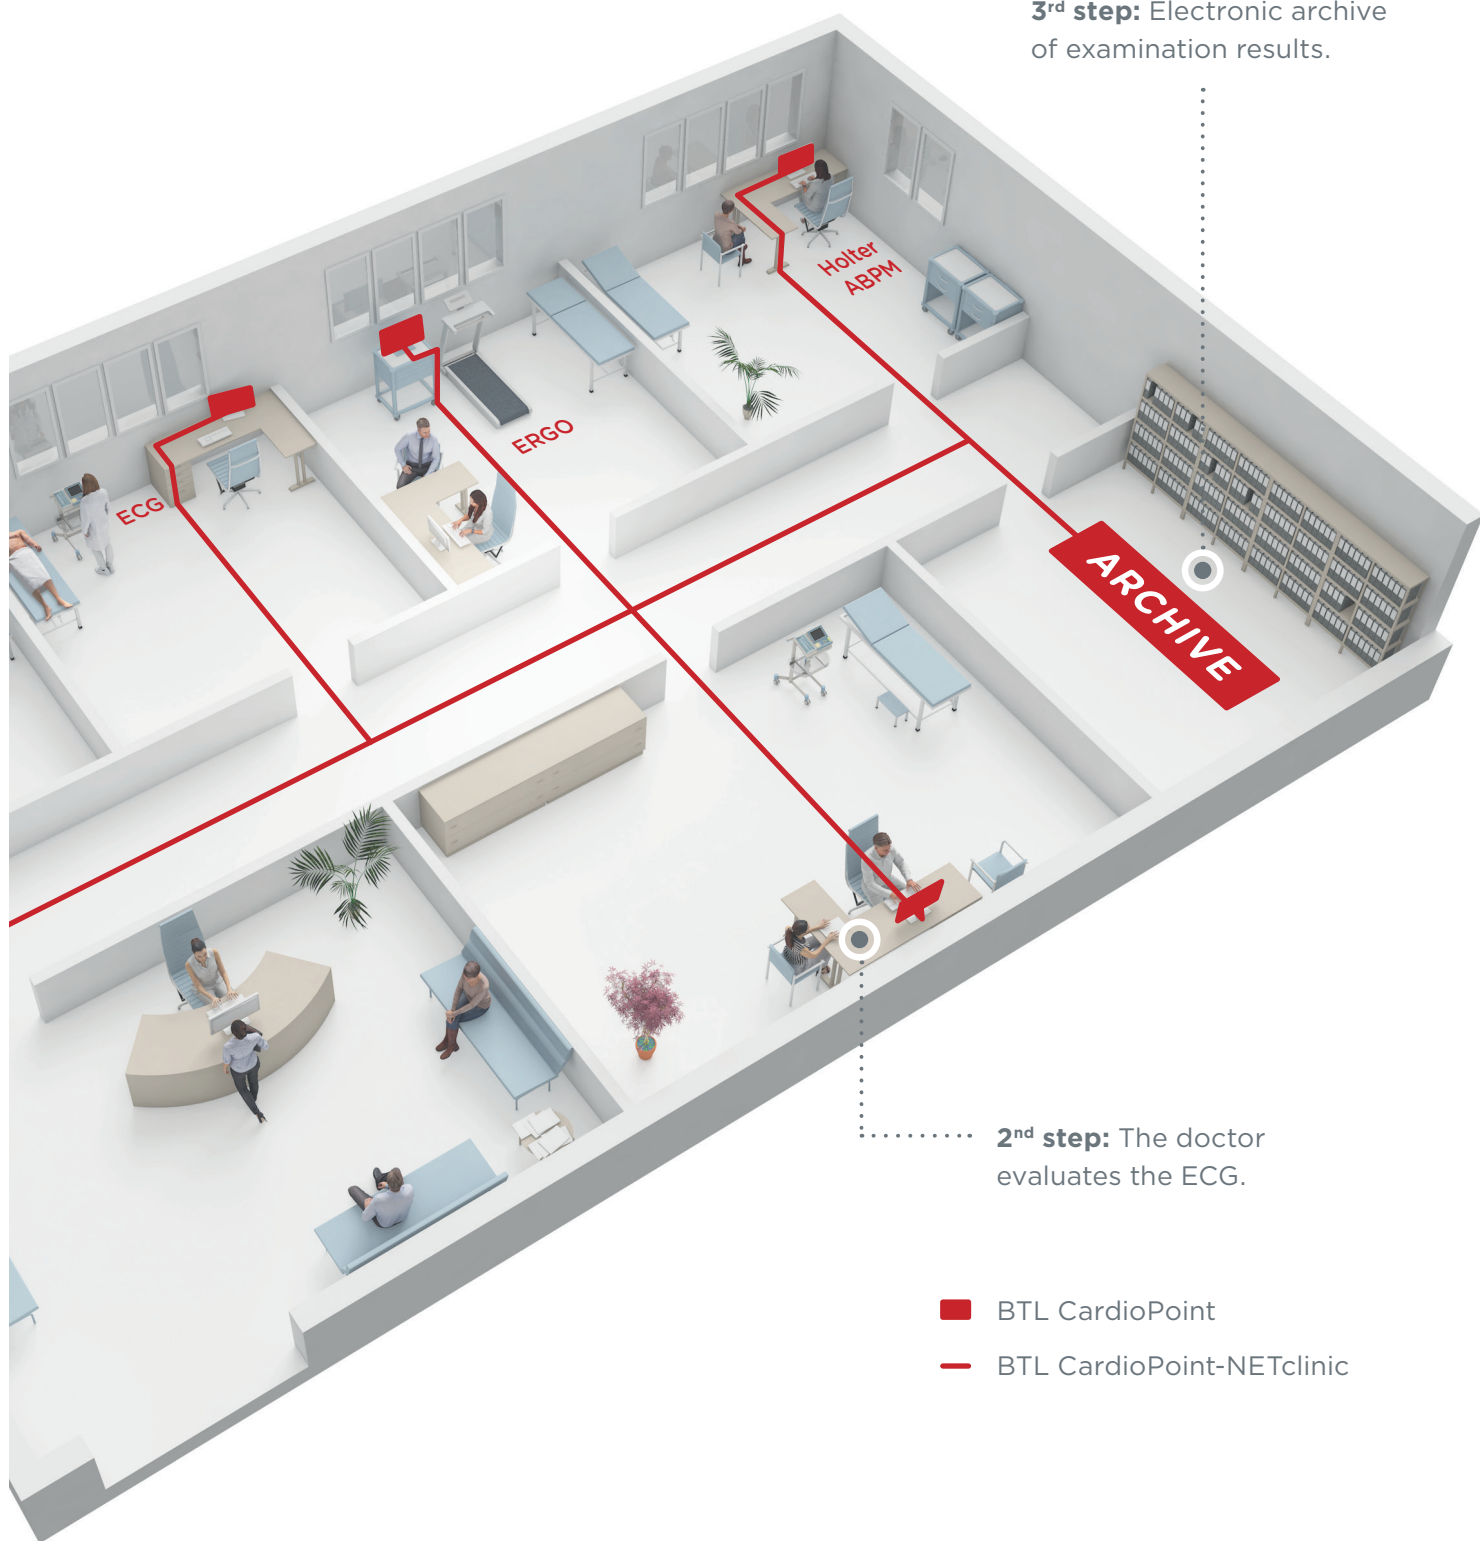 3rd step: Electronic archive
of examination results.
Holter
ABPM
ERGO
ECG
ARCHIVE
2nd step: The doctor
evaluates the ECG.
BTL CardioPoint
BTL CardioPoint-NETclinic